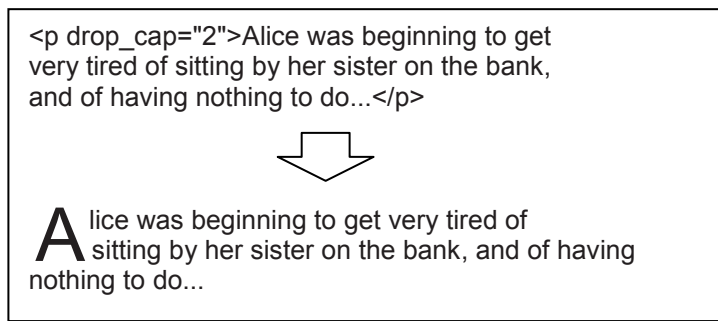 <p drop_cap="2">Alice was beginning to get
very tired of sitting by her sister on the bank,
and of having nothing to do...</p>
Alice was beginning to get very tired of
sitting by her sister on the bank, and of having
nothing to do...